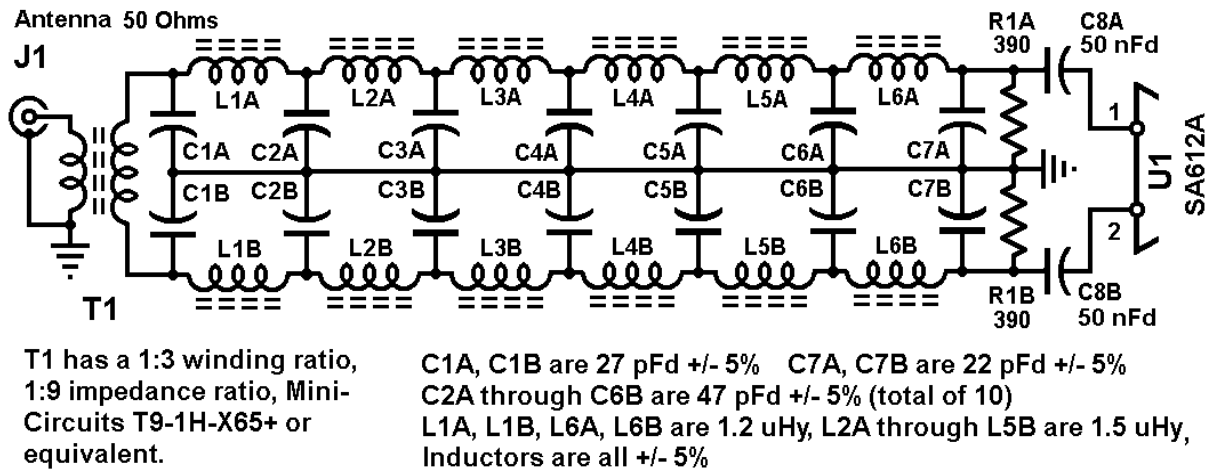 Antenna 50 Ohms
J1
R1A
390
C8A
50 nFd
L1A L2A L3A L4A L5A L6A
1
C1A C2A C3A C4A C5A C6A C7A
C1B C2B C3B C4B C5B C6B C7B
U1
SA612A
2
L1B L2B L3B L4B L5B L6B
T1
R1B
390
C8B
50 nFd
T1 has a 1:3 winding ratio,
1:9 impedance ratio, Mini-
Circuits T9-1H-X65+ or
equivalent.
C1A, C1B are 27 pFd +/- 5% C7A, C7B are 22 pFd +/- 5%
C2A through C6B are 47 pFd +/- 5% (total of 10)
L1A, L1B, L6A, L6B are 1.2 uHy, L2A through L5B are 1.5 uHy,
Inductors are all +/- 5%